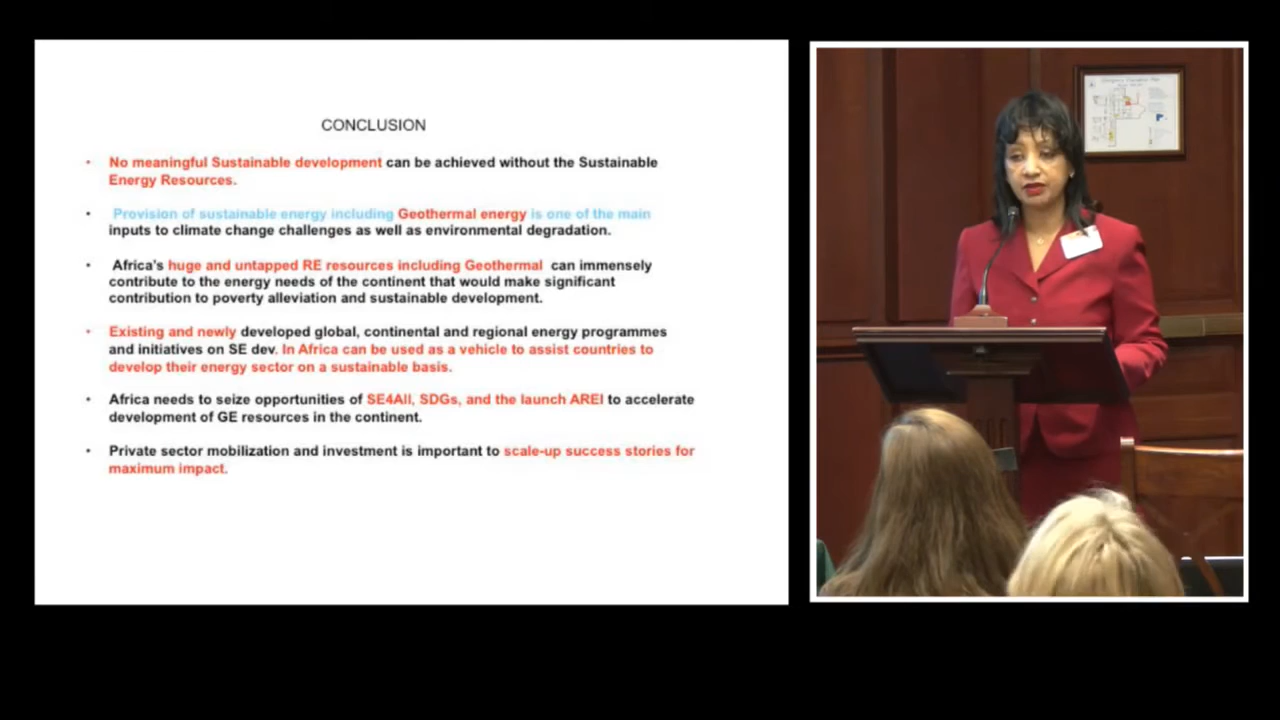 CONCLUSION
• No meaningful Sustainable development can be achieved without the Sustainable
Energy Resources.
• Provision of sustainable energy including Geothermal energy is one of the main
inputs to climate change challenges as well as environmental degradation.
• Africa's huge and untapped RE resources including Geothermal can immensely
contribute to the energy needs of the continent that would make significant
contribution to poverty alleviation and sustainable development.
• Existing and newly developed global, continental and regional energy programmes
and initiatives on SE dev. In Africa can be used as a vehicle to assist countries to
develop their energy sector on a sustainable basis.
• Africa needs to seize opportunities of SE4All, SDGs, and the launch AREI to accelerate
development of GE resources in the continent.
• Private sector mobilization and investment is important to scale-up success stories for
maximum impact.
Emergency Evacuation Plan